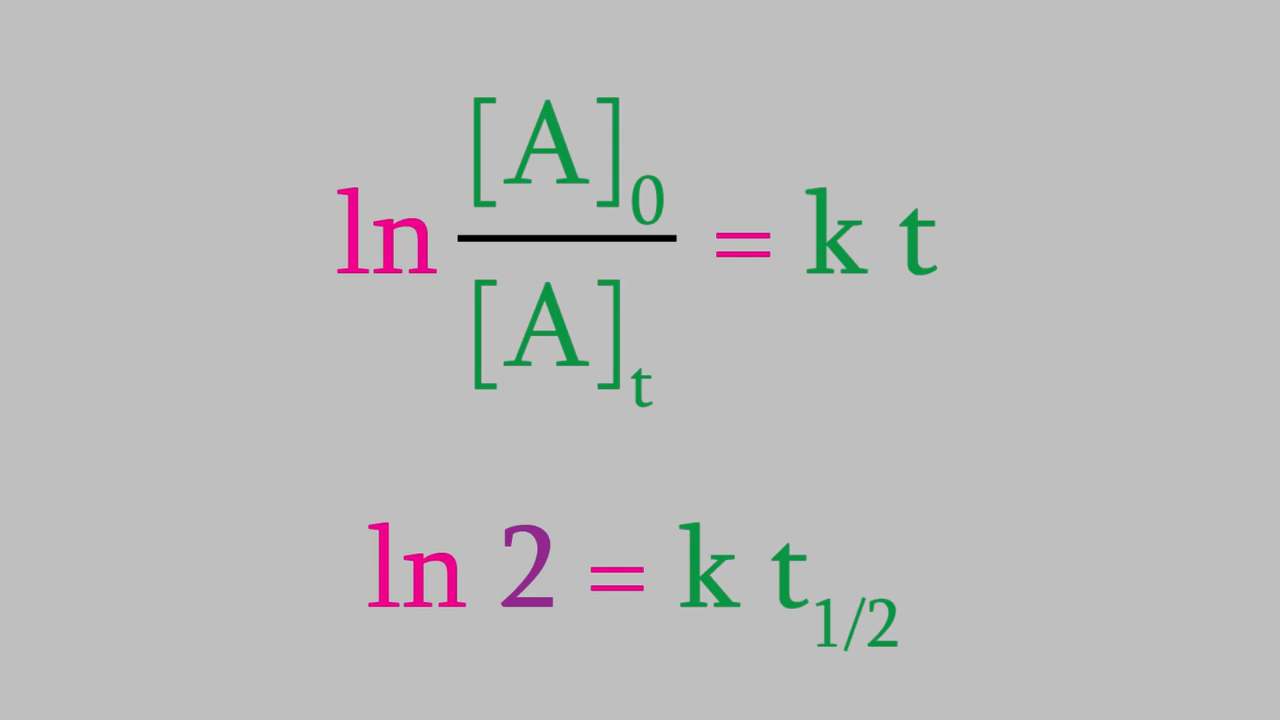 ln [A]₀ / [A]ₜ = k t
ln 2 = k t₁/₂